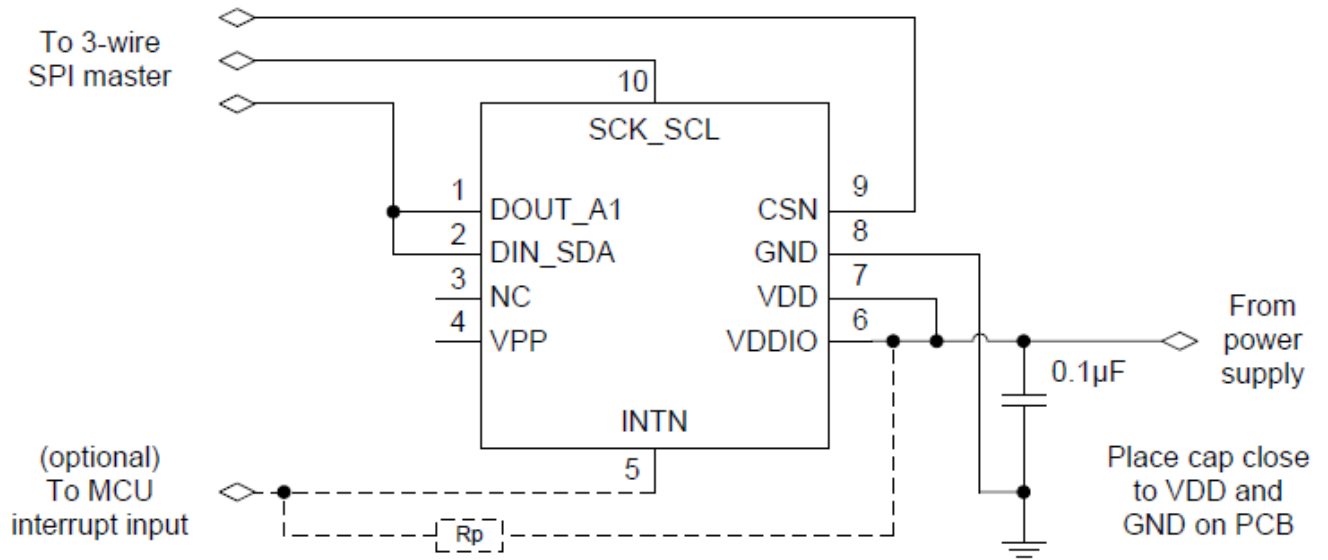 To 3-wire
SPI master
10
SCK_SCL
1
DOUT_A1
2
DIN_SDA
3
NC
4
VPP
9
CSN
8
GND
7
VDD
6
VDDIO
INTN
5
0.1µF
From
power
supply
Place cap close
to VDD and
GND on PCB
(optional)
To MCU
interrupt input
Rp